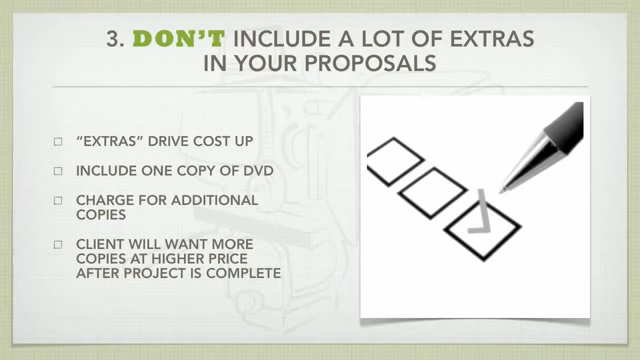 3. DON'T INCLUDE A LOT OF EXTRAS
IN YOUR PROPOSALS
"EXTRAS" DRIVE COST UP
INCLUDE ONE COPY OF DVD
CHARGE FOR ADDITIONAL
COPIES
CLIENT WILL WANT MORE
COPIES AT HIGHER PRICE
AFTER PROJECT IS COMPLETE